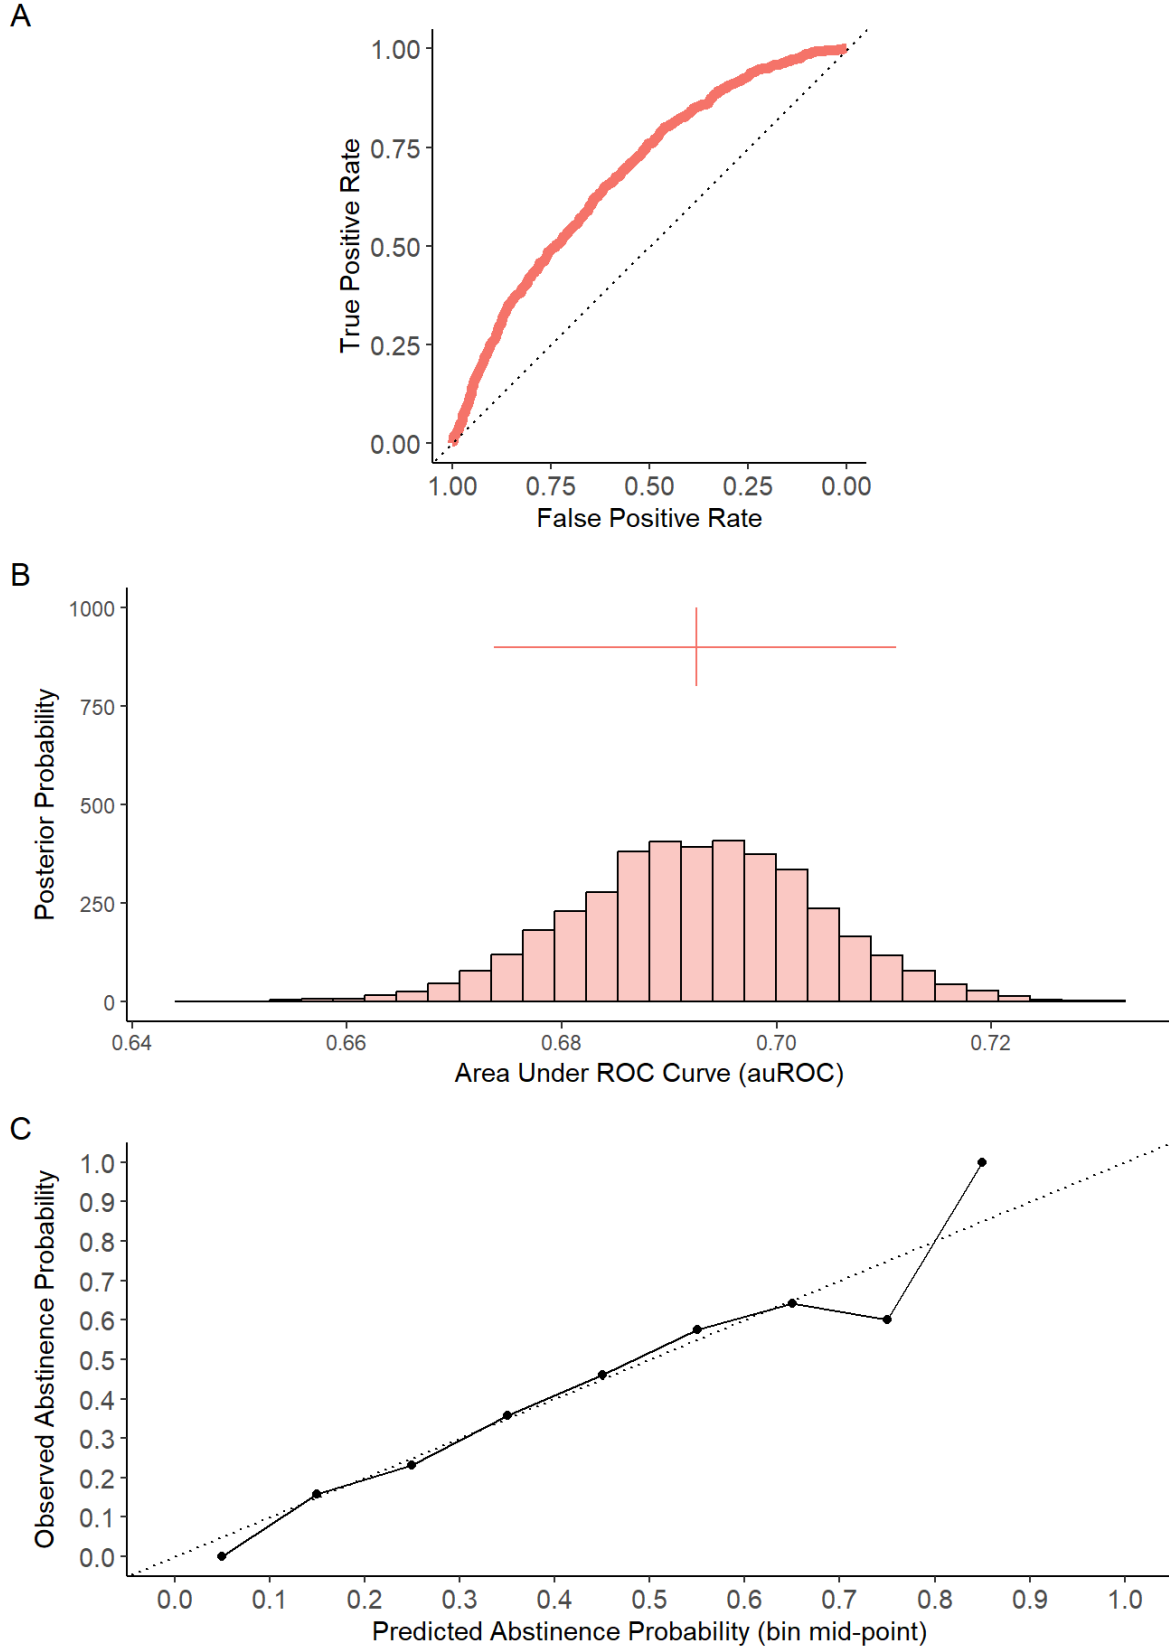 A
1.00
0.75
0.50
0.25
0.00
True Positive Rate
1.00 0.75 0.50 0.25 0.00
False Positive Rate
B
1000
750
500
250
0
Posterior Probability
0.64 0.66 0.68 0.70 0.72
Area Under ROC Curve (auROC)
C
1.0
0.9
0.8
0.7
0.6
0.5
0.4
0.3
0.2
0.1
0.0
Observed Abstinence Probability
0.0 0.1 0.2 0.3 0.4 0.5 0.6 0.7 0.8 0.9 1.0
Predicted Abstinence Probability (bin mid-point)